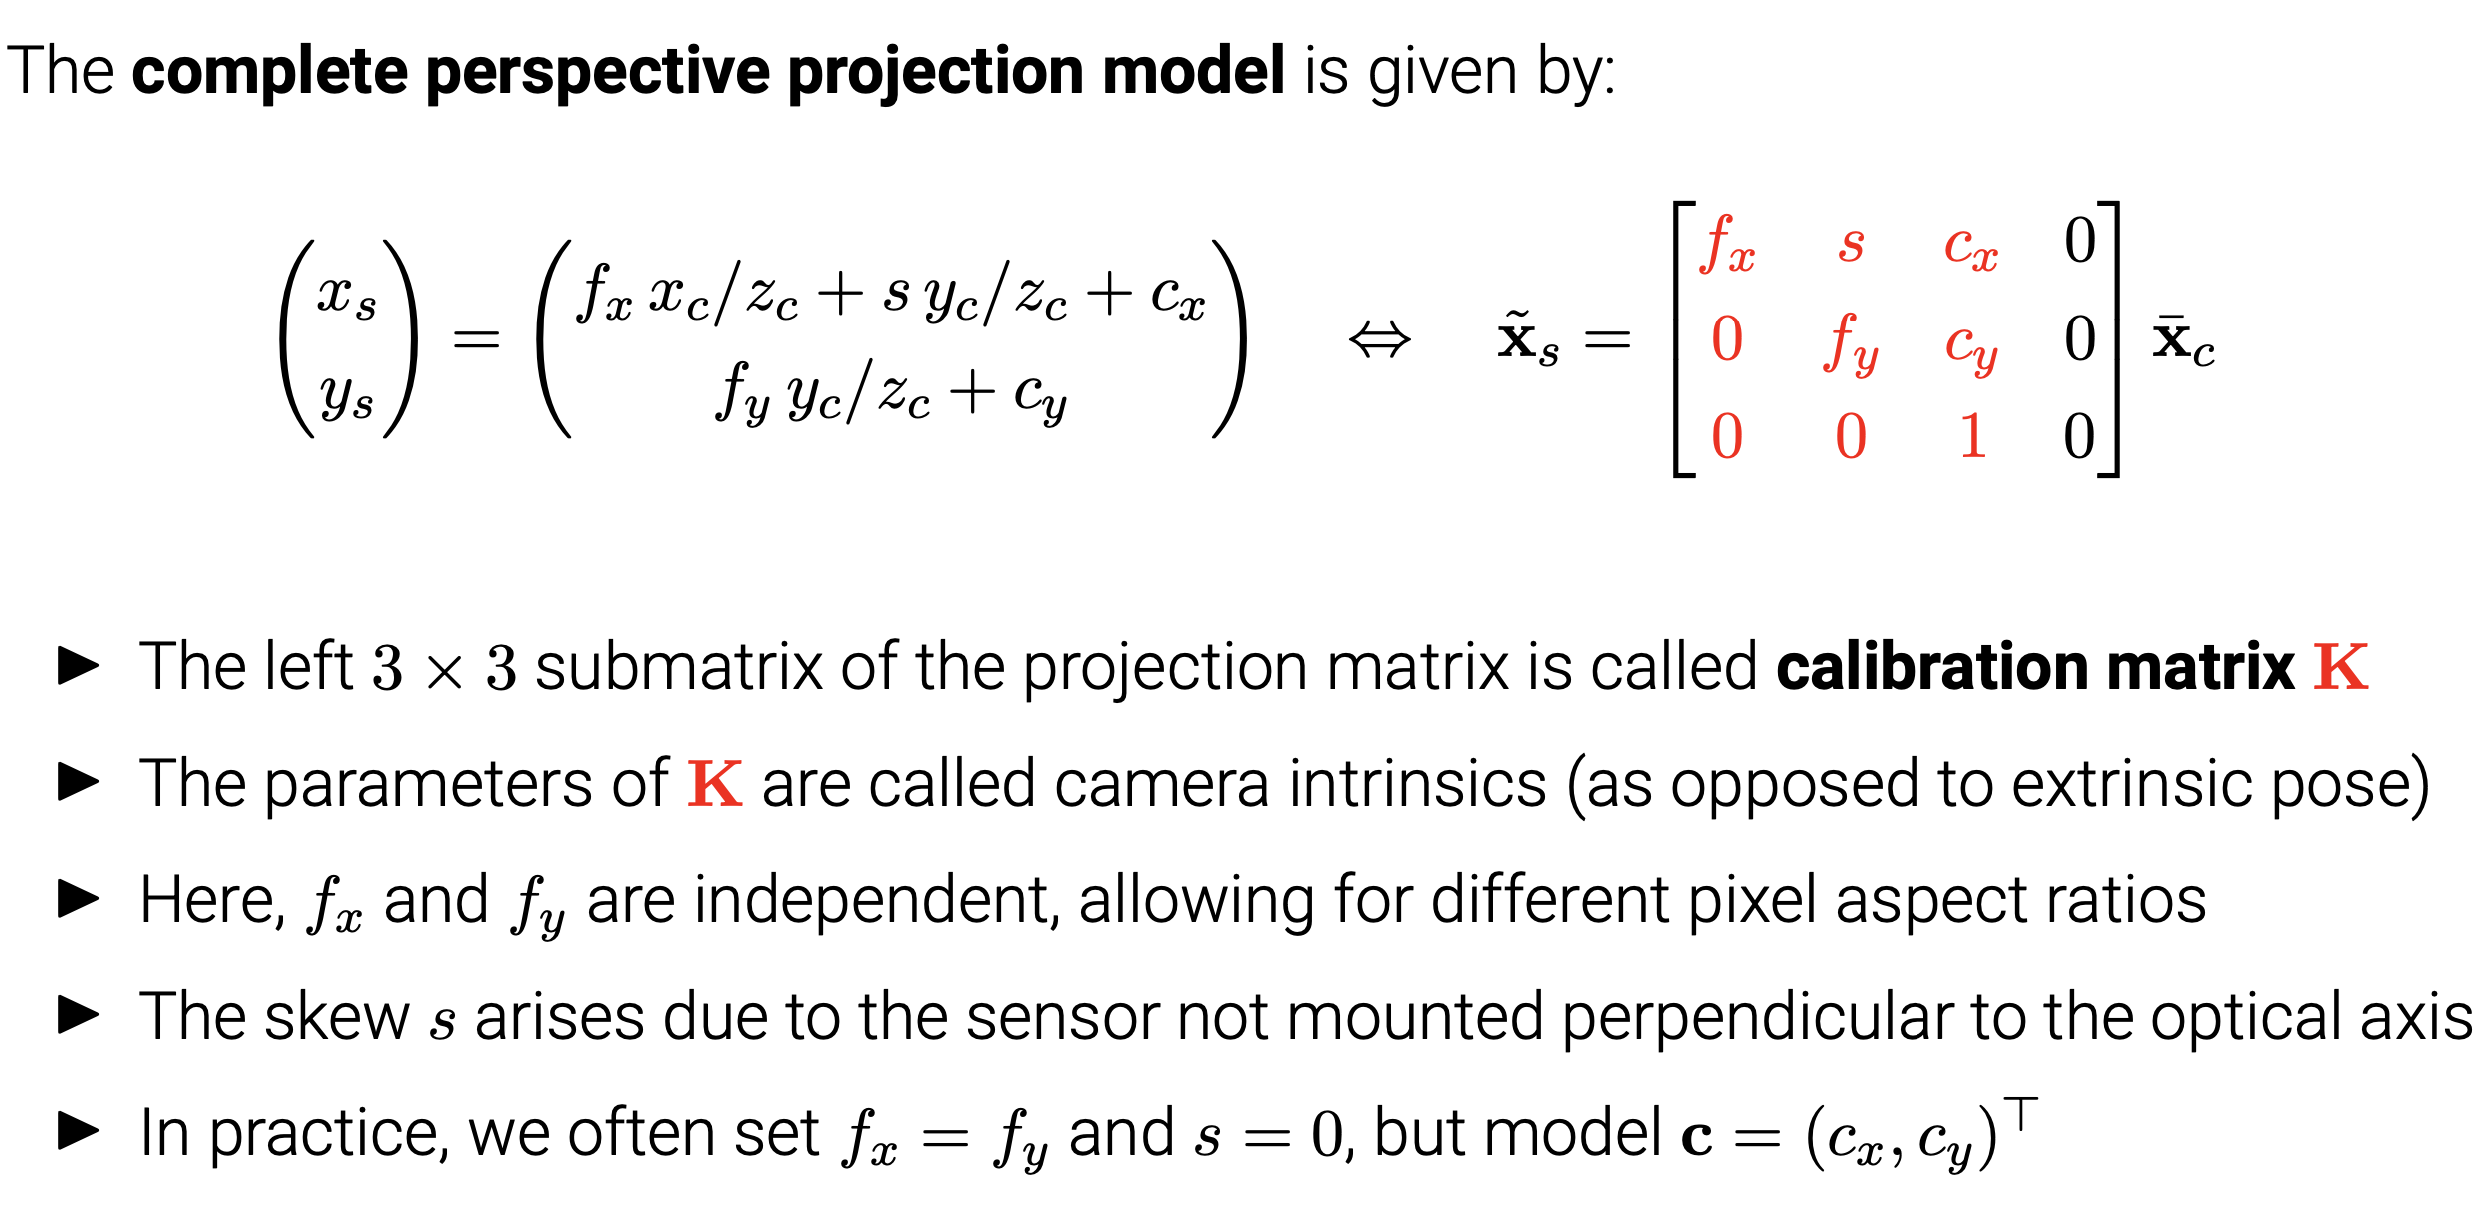 The complete perspective projection model is given by:
$$\begin{pmatrix} x_s \\ y_s \end{pmatrix} = \begin{pmatrix} f_x \, x_c/z_c + s \, y_c/z_c + c_x \\ f_y \, y_c/z_c + c_y \end{pmatrix} \quad \Leftrightarrow \quad \tilde{\mathbf{x}}_s = \begin{bmatrix} f_x & s & c_x & 0 \\ 0 & f_y & c_y & 0 \\ 0 & 0 & 1 & 0 \end{bmatrix} \bar{\mathbf{x}}_c$$
▶ The left $3 \times 3$ submatrix of the projection matrix is called calibration matrix $\mathbf{K}$
▶ The parameters of $\mathbf{K}$ are called camera intrinsics (as opposed to extrinsic pose)
▶ Here, $f_x$ and $f_y$ are independent, allowing for different pixel aspect ratios
▶ The skew $s$ arises due to the sensor not mounted perpendicular to the optical axis
▶ In practice, we often set $f_x = f_y$ and $s = 0$, but model $\mathbf{c} = (c_x, c_y)^\top$